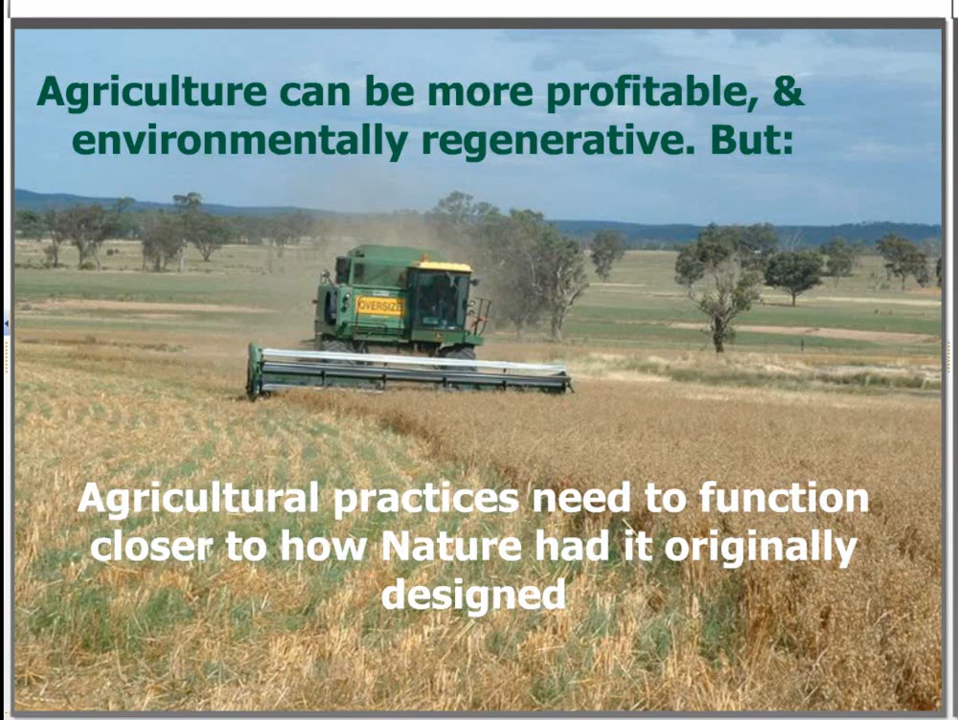 Agriculture can be more profitable, &
environmentally regenerative. But:
OVERSIZE
Agricultural practices need to function
closer to how Nature had it originally
designed